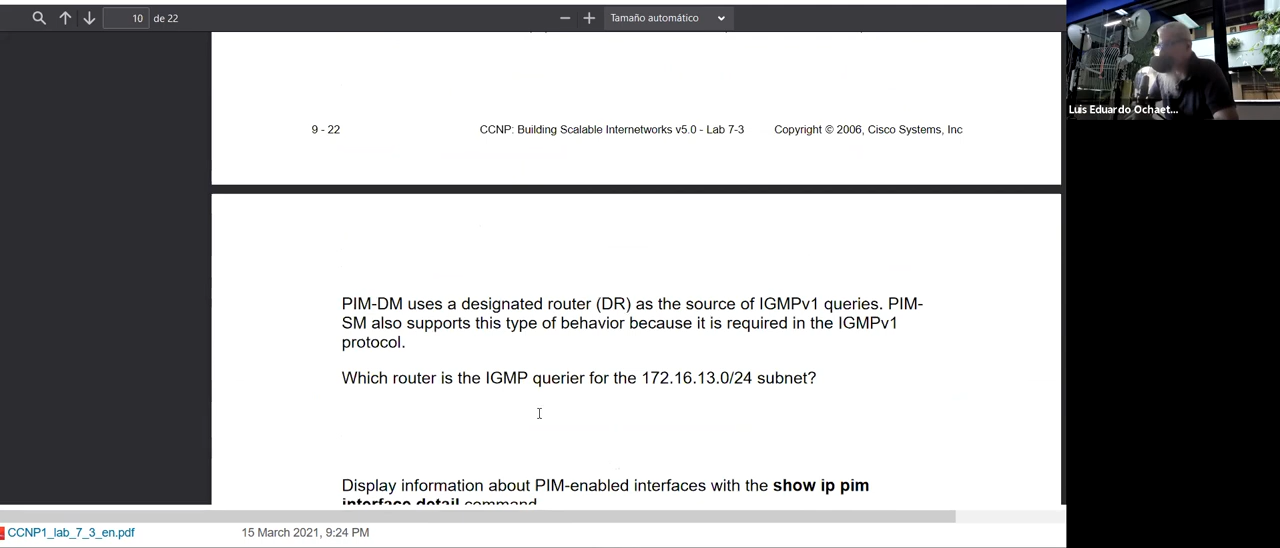 10 de 22
Tamaño automático
9 - 22 CCNP: Building Scalable Internetworks v5.0 - Lab 7-3 Copyright © 2006, Cisco Systems, Inc
PIM-DM uses a designated router (DR) as the source of IGMPv1 queries. PIM-
SM also supports this type of behavior because it is required in the IGMPv1
protocol.
Which router is the IGMP querier for the 172.16.13.0/24 subnet?
Display information about PIM-enabled interfaces with the show ip pim
interface detail command
CCNP1_lab_7_3_en.pdf 15 March 2021, 9:24 PM
Luis Eduardo Ochaet...